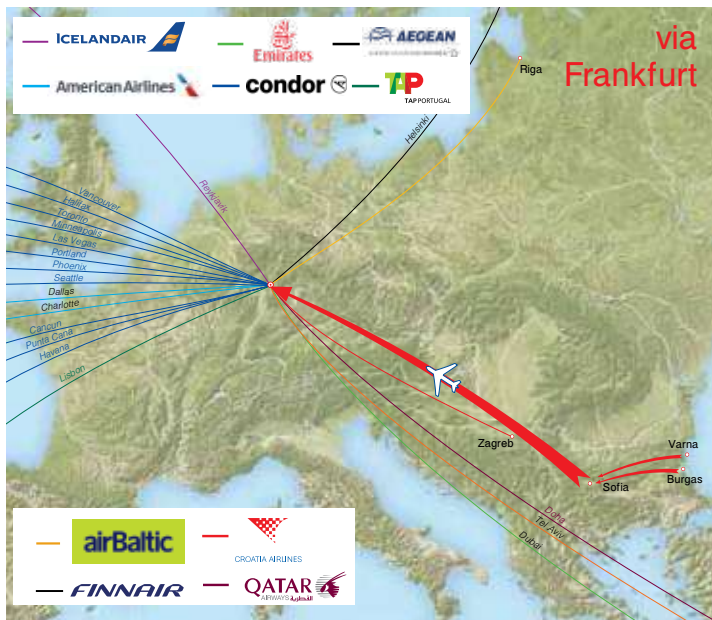 ICELANDAIR
Emirates
AEGEAN
American Airlines
condor
TAP
TAP PORTUGAL
via
Frankfurt
Riga
Helsinki
Reykjavik
Vancouver
Halifax
Toronto
Minneapolis
Las Vegas
Portland
Phoenix
Seattle
Dallas
Charlotte
Cancun
Punta Cana
Havena
Lisbon
Zagreb
Varna
Burgas
Sofia
Doha
Tel Aviv
Dubai
airBaltic
CROATIA AIRLINES
FINNAIR
QATAR
AIRWAYS القطرية